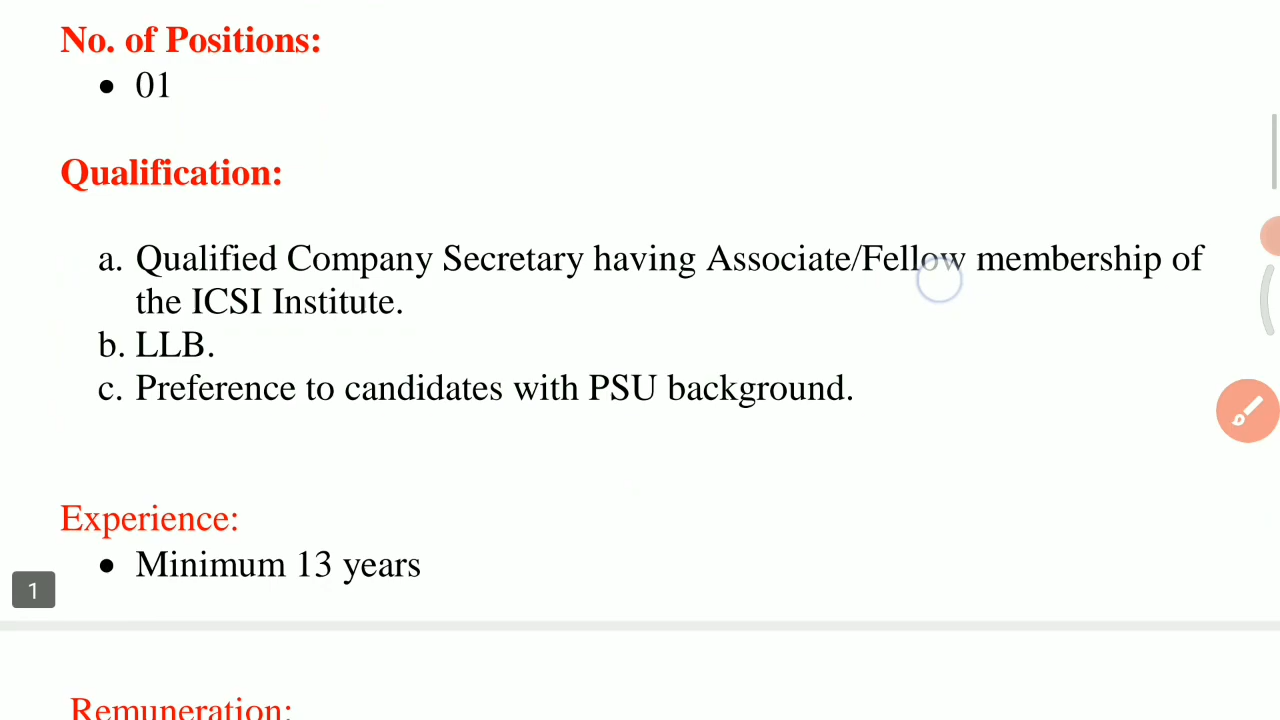 No. of Positions:
• 01
Qualification:
a. Qualified Company Secretary having Associate/Fellow membership of
the ICSI Institute.
b. LLB.
c. Preference to candidates with PSU background.
Experience:
• Minimum 13 years
1
Remuneration: